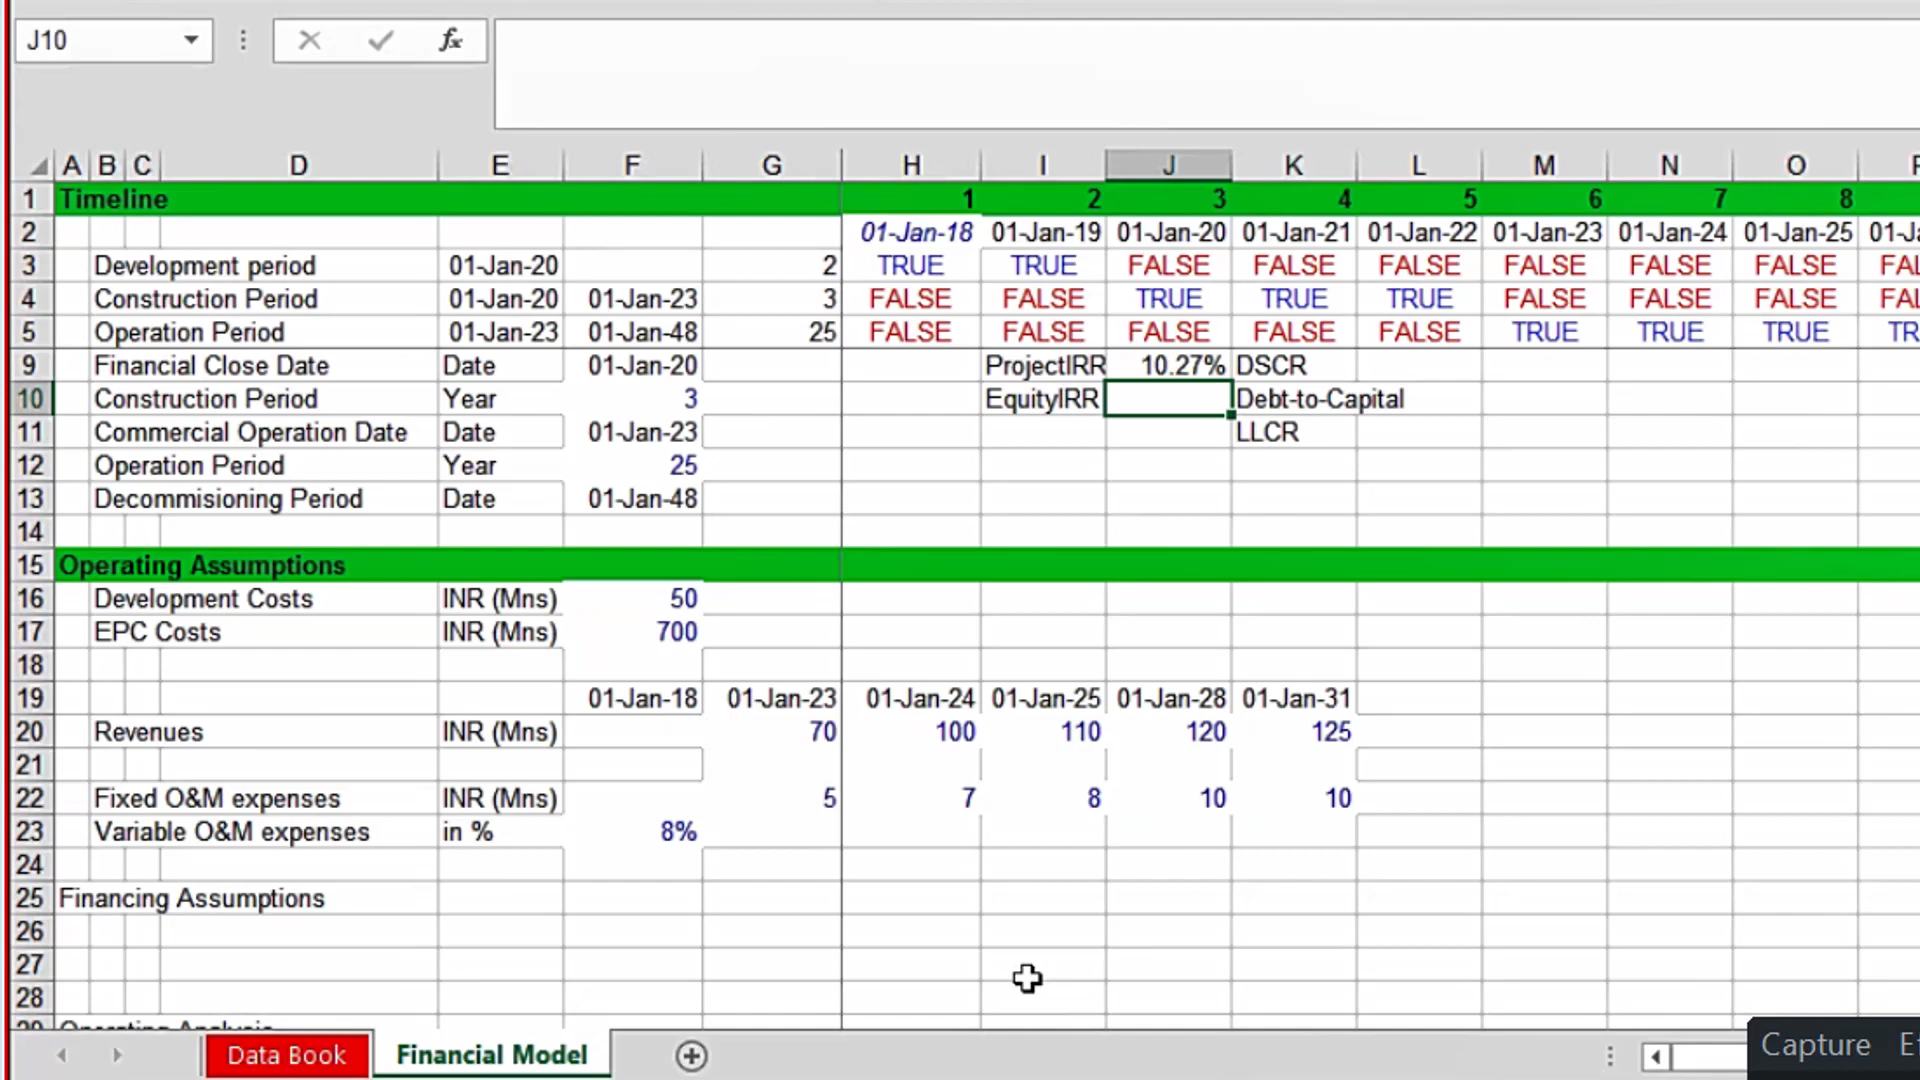 J10 fx
A B C D E F G H I J K L M N O
1 Timeline 1 2 3 4 5 6 7 8
2 01-Jan-18 01-Jan-19 01-Jan-20 01-Jan-21 01-Jan-22 01-Jan-23 01-Jan-24 01-Jan-25
3 Development period 01-Jan-20 2 TRUE TRUE FALSE FALSE FALSE FALSE FALSE FALSE
4 Construction Period 01-Jan-20 01-Jan-23 3 FALSE FALSE TRUE TRUE TRUE FALSE FALSE FALSE
5 Operation Period 01-Jan-23 01-Jan-48 25 FALSE FALSE FALSE FALSE FALSE TRUE TRUE TRUE
9 Financial Close Date Date 01-Jan-20 ProjectIRR 10.27% DSCR
10 Construction Period Year 3 EquityIRR Debt-to-Capital
11 Commercial Operation Date Date 01-Jan-23 LLCR
12 Operation Period Year 25
13 Decommisioning Period Date 01-Jan-48
14
15 Operating Assumptions
16 Development Costs INR (Mns) 50
17 EPC Costs INR (Mns) 700
18
19 01-Jan-18 01-Jan-23 01-Jan-24 01-Jan-25 01-Jan-28 01-Jan-31
20 Revenues INR (Mns) 70 100 110 120 125
21
22 Fixed O&M expenses INR (Mns) 5 7 8 10 10
23 Variable O&M expenses in % 8%
24
25 Financing Assumptions
26
27
28
29 Operating Analysis
Data Book Financial Model Capture